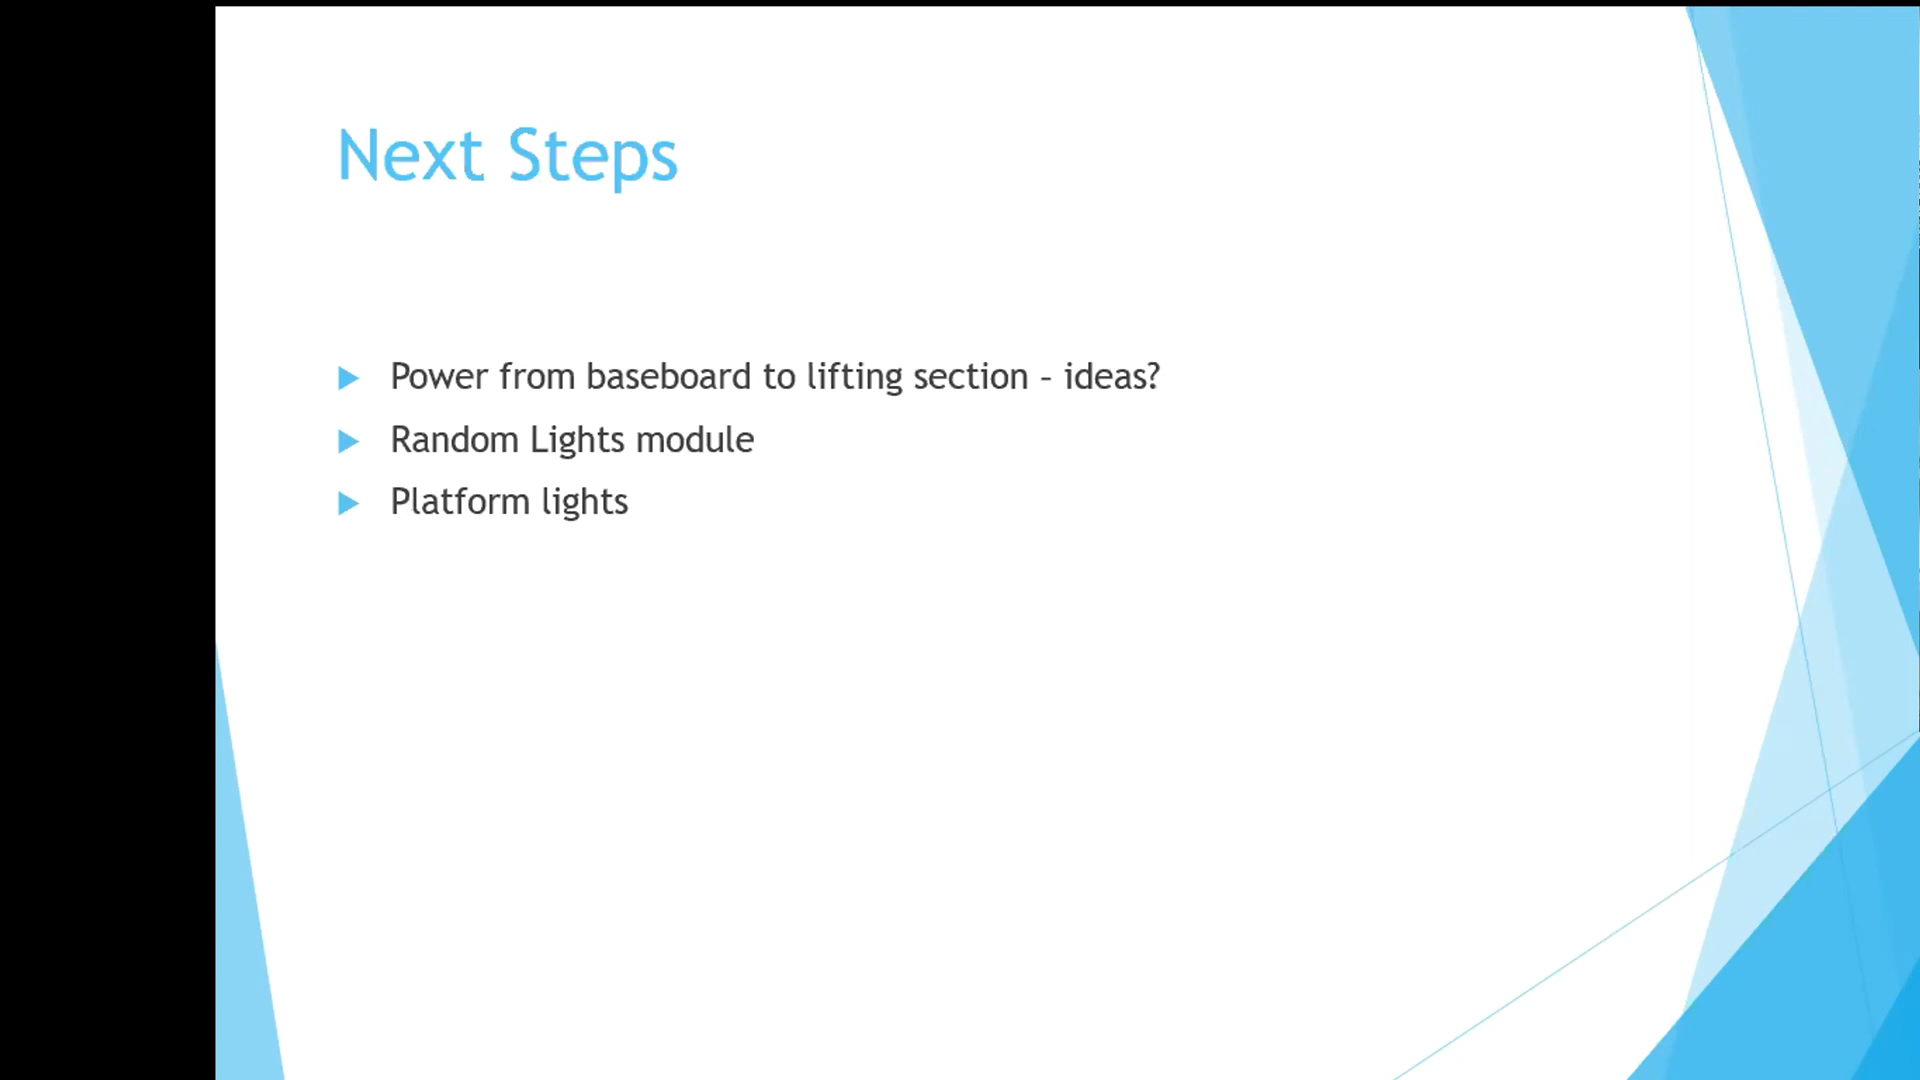 Next Steps
Power from baseboard to lifting section – ideas?
Random Lights module
Platform lights